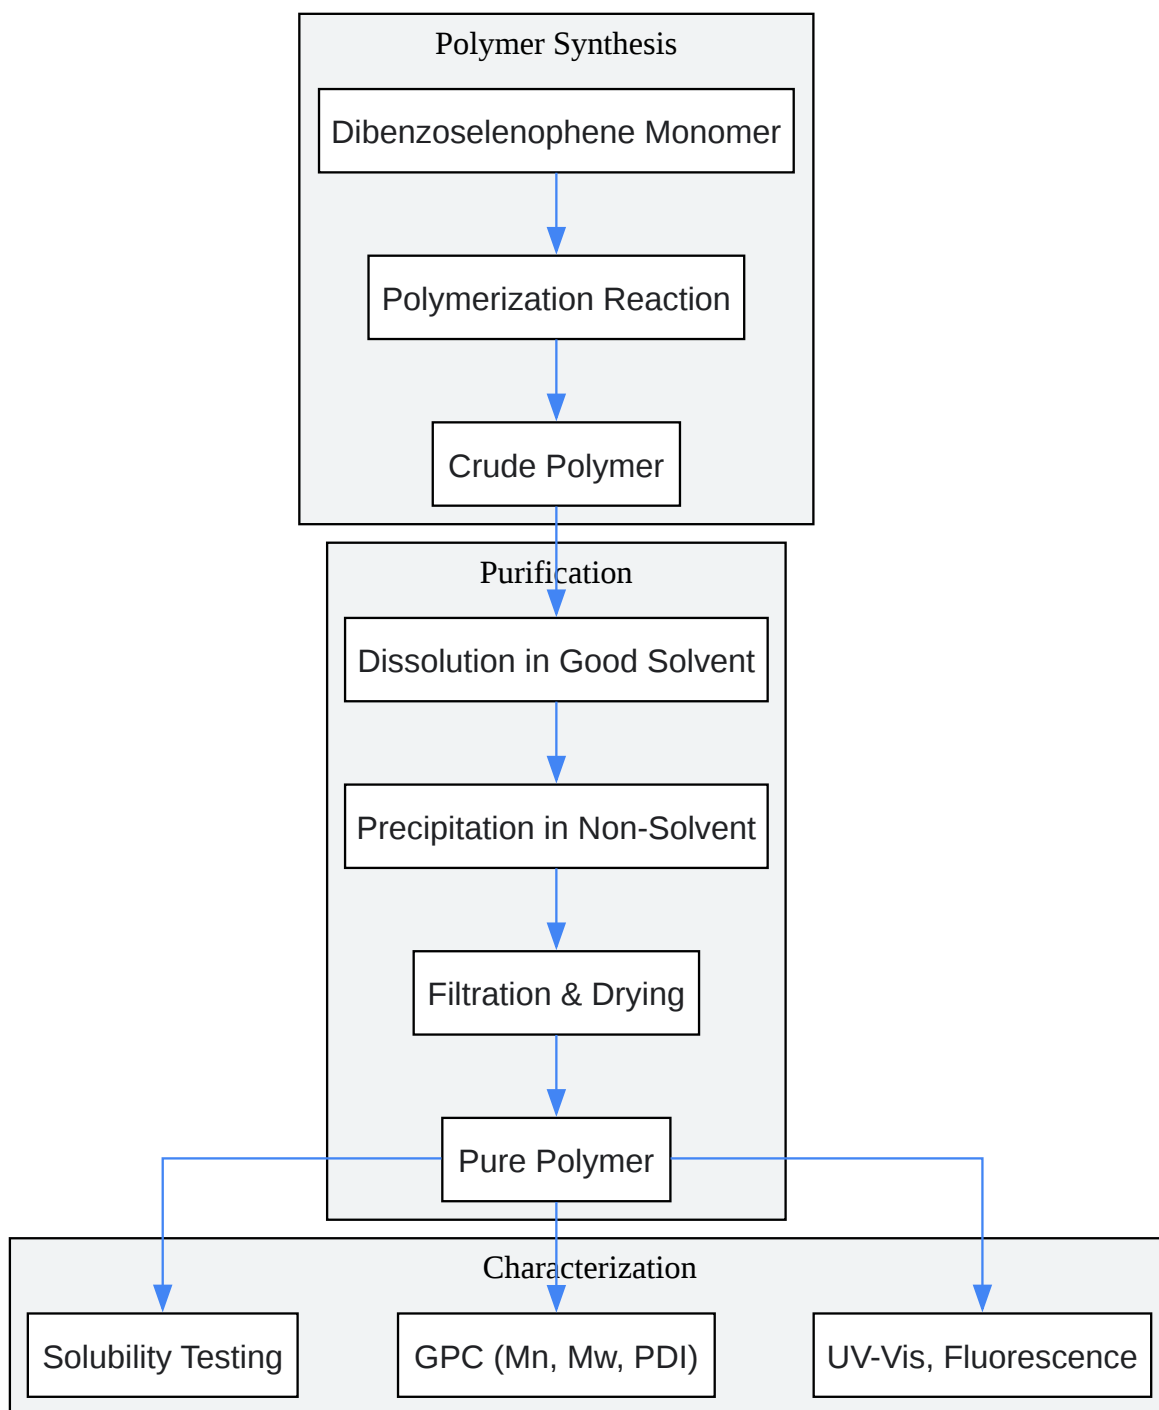 Polymer Synthesis
Dibenzoselenophene Monomer
Polymerization Reaction
Crude Polymer
Purification
Dissolution in Good Solvent
Precipitation in Non-Solvent
Filtration & Drying
Pure Polymer
Characterization
Solubility Testing
GPC (Mn, Mw, PDI)
UV-Vis, Fluorescence